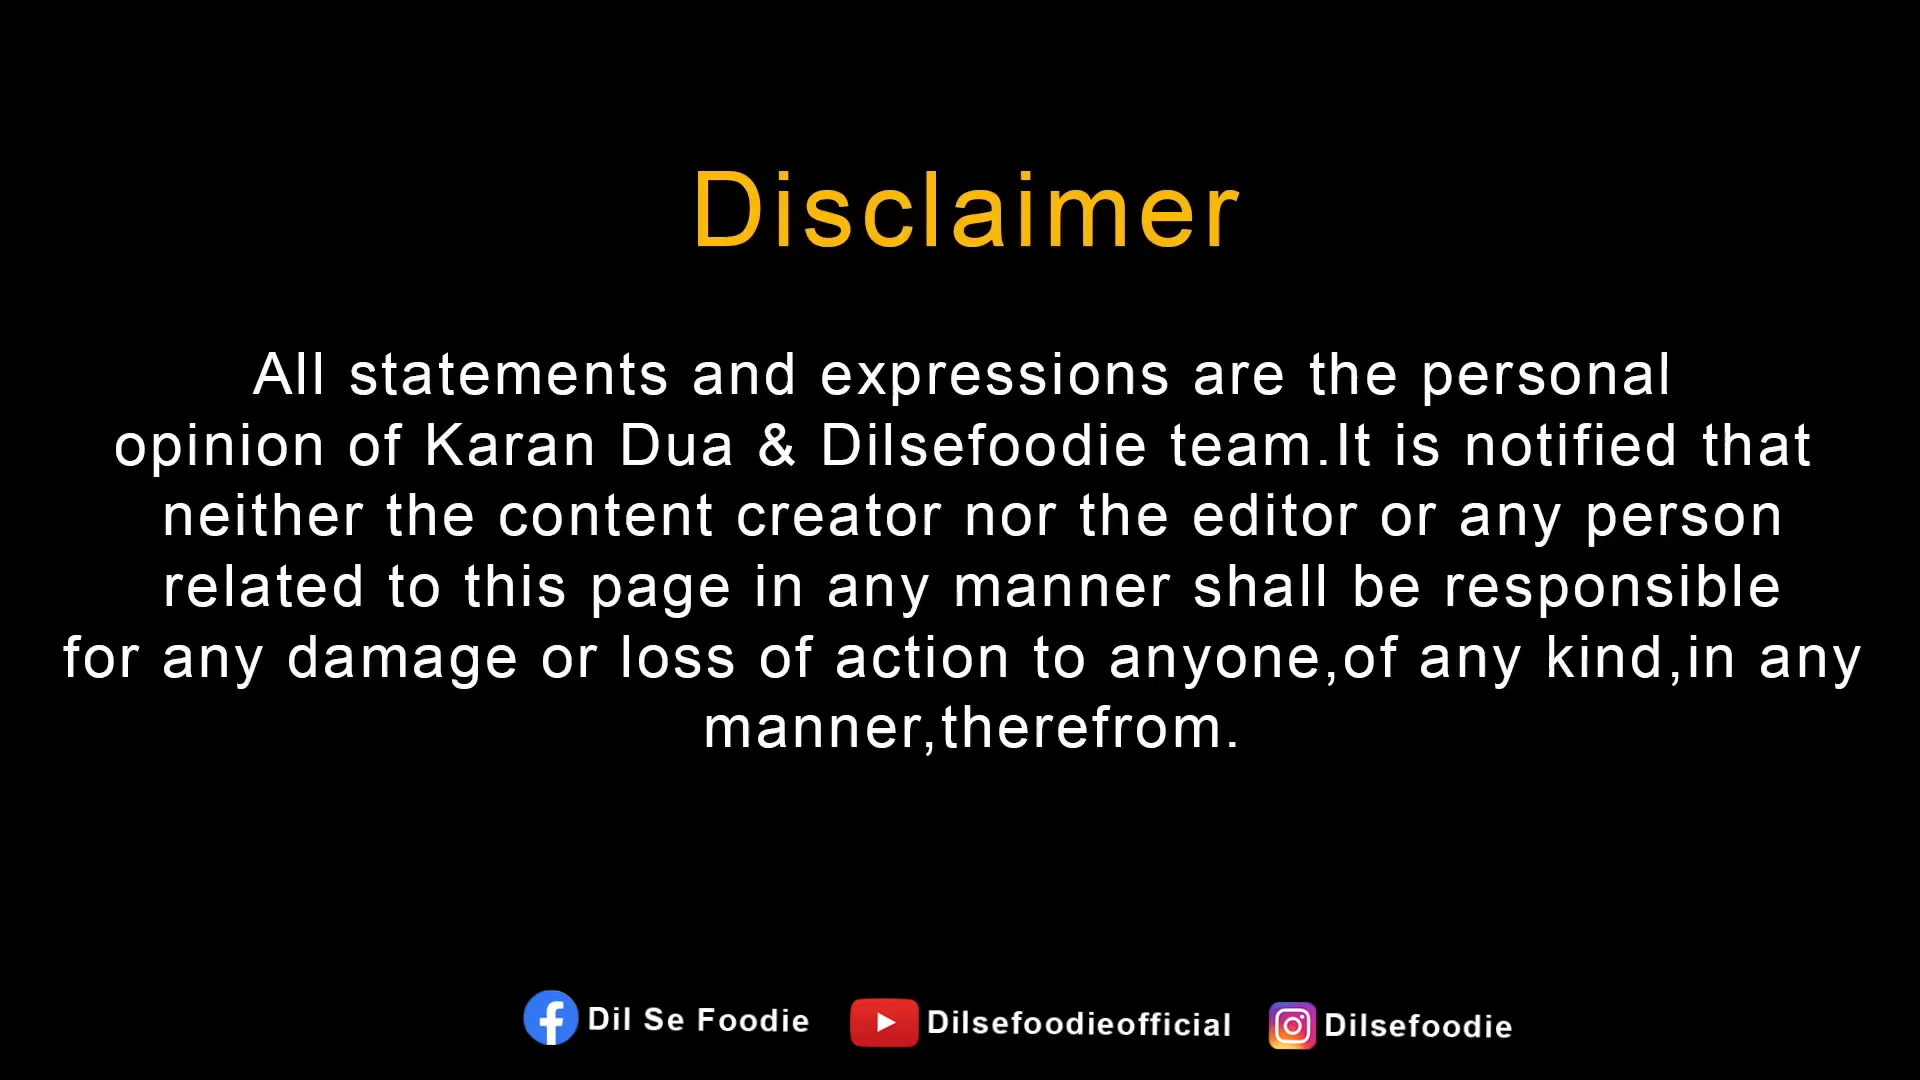 Disclaimer
All statements and expressions are the personal
opinion of Karan Dua & Dilsefoodie team.It is notified that
neither the content creator nor the editor or any person
related to this page in any manner shall be responsible
for any damage or loss of action to anyone,of any kind,in any
manner,therefrom.
Dil Se Foodie Dilsefoodieofficial Dilsefoodie